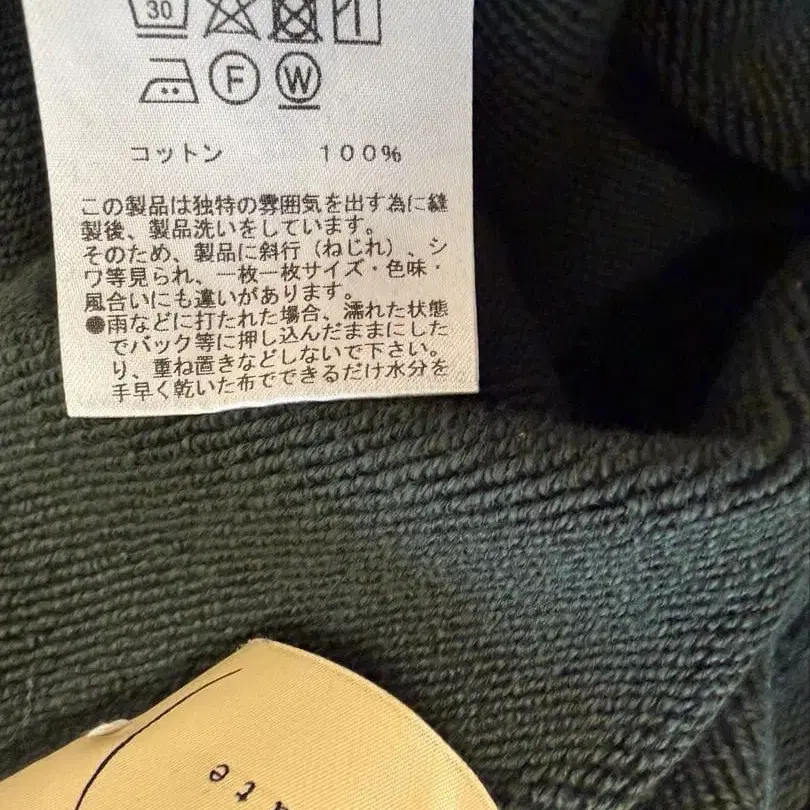 30
F
W
コットン 100%
この製品は独特の雰囲気を出す為に縫
製後、製品洗いをしています。
そのため、製品に斜行（ねじれ）、シ
ワ等見られ、一枚一枚サイズ・色味・
風合いにも違いがあります。
●雨などに打たれた場合、濡れた状態
でバック等に押し込んだままにした
り、重ね置きなどしないで下さい。
手早く乾いた布でできるだけ水分を